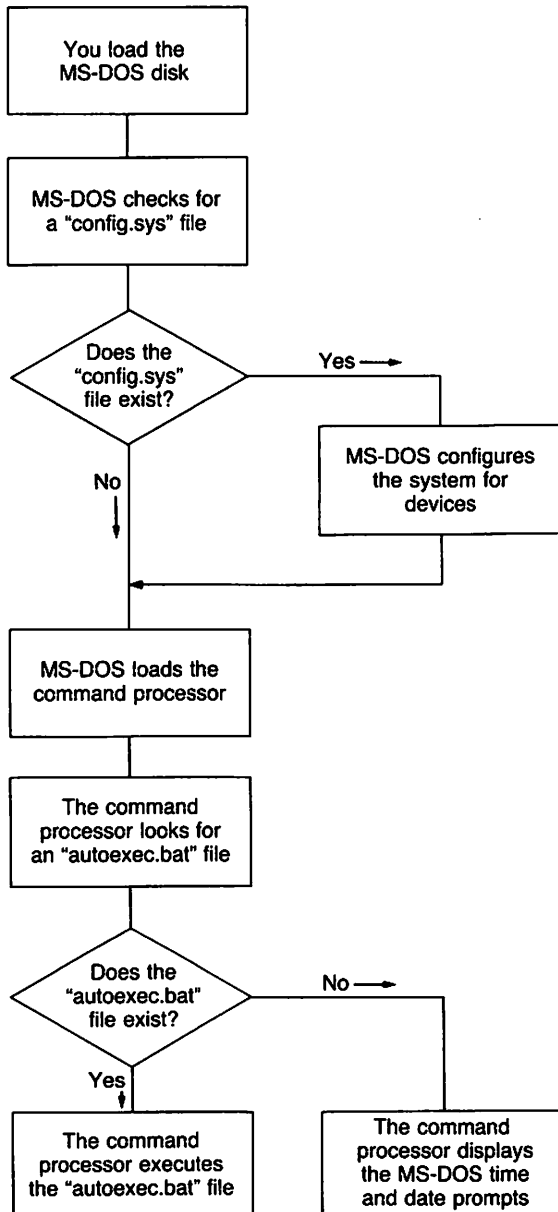 You load the
MS-DOS disk
MS-DOS checks for
a “config.sys” file
Does the
“config.sys”
file exist?
Yes
No
MS-DOS configures
the system for
devices
MS-DOS loads the
command processor
The command
processor looks for
an “autoexec.bat” file
Does the
“autoexec.bat”
file exist?
No
Yes
The command
processor executes
the “autoexec.bat” file
The command
processor displays
the MS-DOS time
and date prompts